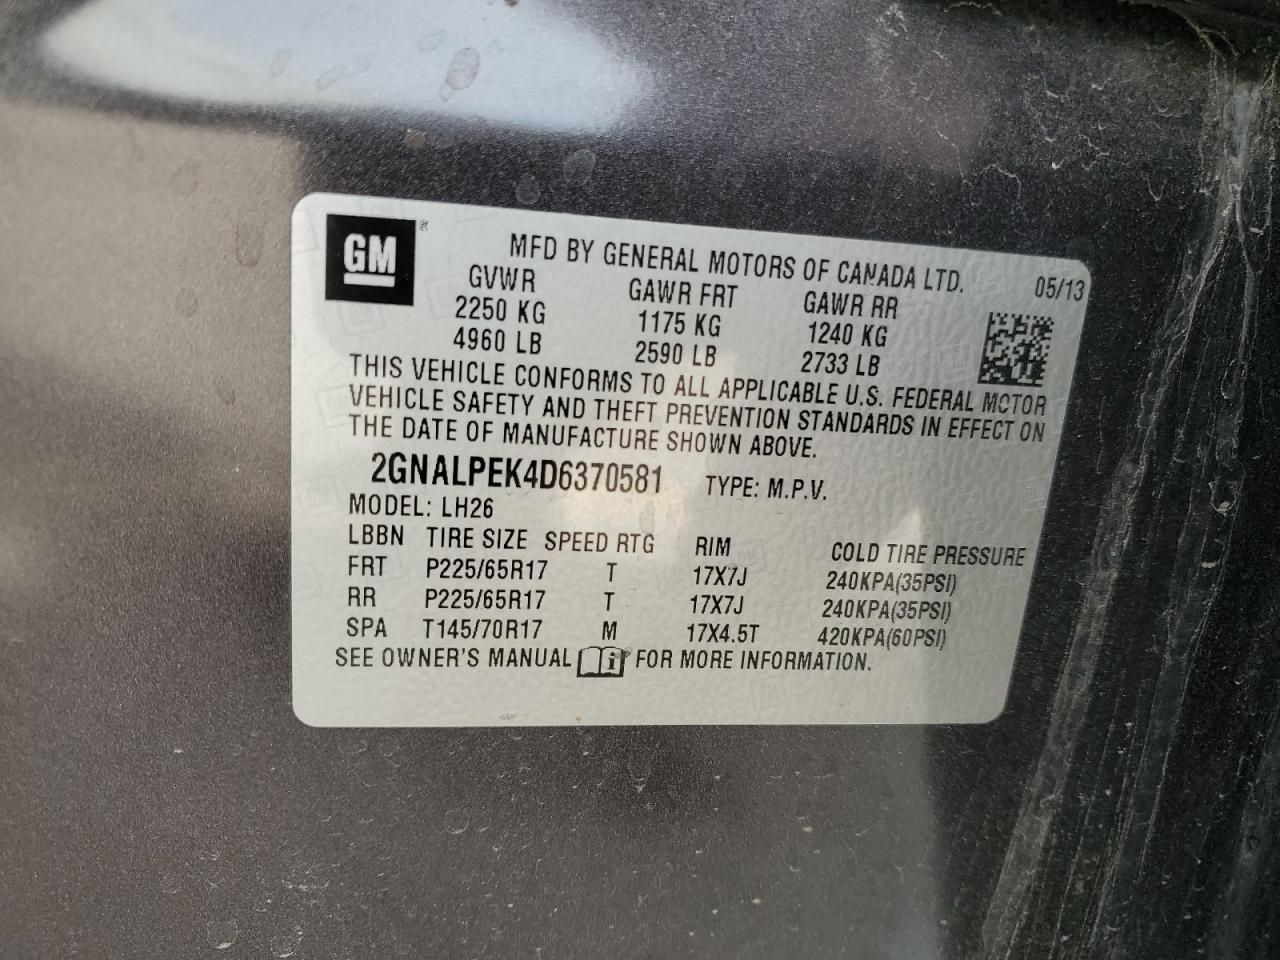 GM ®
MFD BY GENERAL MOTORS OF CANADA LTD. 05/13
GVWR GAWR FRT GAWR RR
2250 KG 1175 KG 1240 KG
4960 LB 2590 LB 2733 LB
THIS VEHICLE CONFORMS TO ALL APPLICABLE U.S. FEDERAL MOTOR
VEHICLE SAFETY AND THEFT PREVENTION STANDARDS IN EFFECT ON
THE DATE OF MANUFACTURE SHOWN ABOVE.
2GNALPEK4D6370581 TYPE: M.P.V.
MODEL: LH26
LBBN TIRE SIZE SPEED RTG RIM COLD TIRE PRESSURE
FRT P225/65R17 T 17X7J 240KPA(35PSI)
RR P225/65R17 T 17X7J 240KPA(35PSI)
SPA T145/70R17 M 17X4.5T 420KPA(60PSI)
SEE OWNER'S MANUAL i FOR MORE INFORMATION.